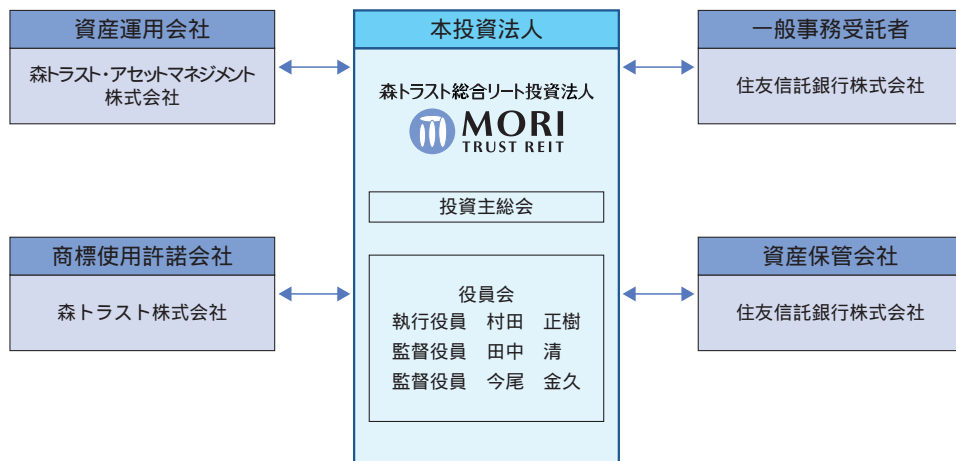 資産運用会社
森トラスト・アセットマネジメント
株式会社
商標使用許諾会社
森トラスト株式会社
本投資法人
森トラスト総合リート投資法人
MORI
TRUST REIT
投資主総会
役員会
執行役員 村田 正樹
監督役員 田中 清
監督役員 今尾 金久
一般事務受託者
住友信託銀行株式会社
資産保管会社
住友信託銀行株式会社